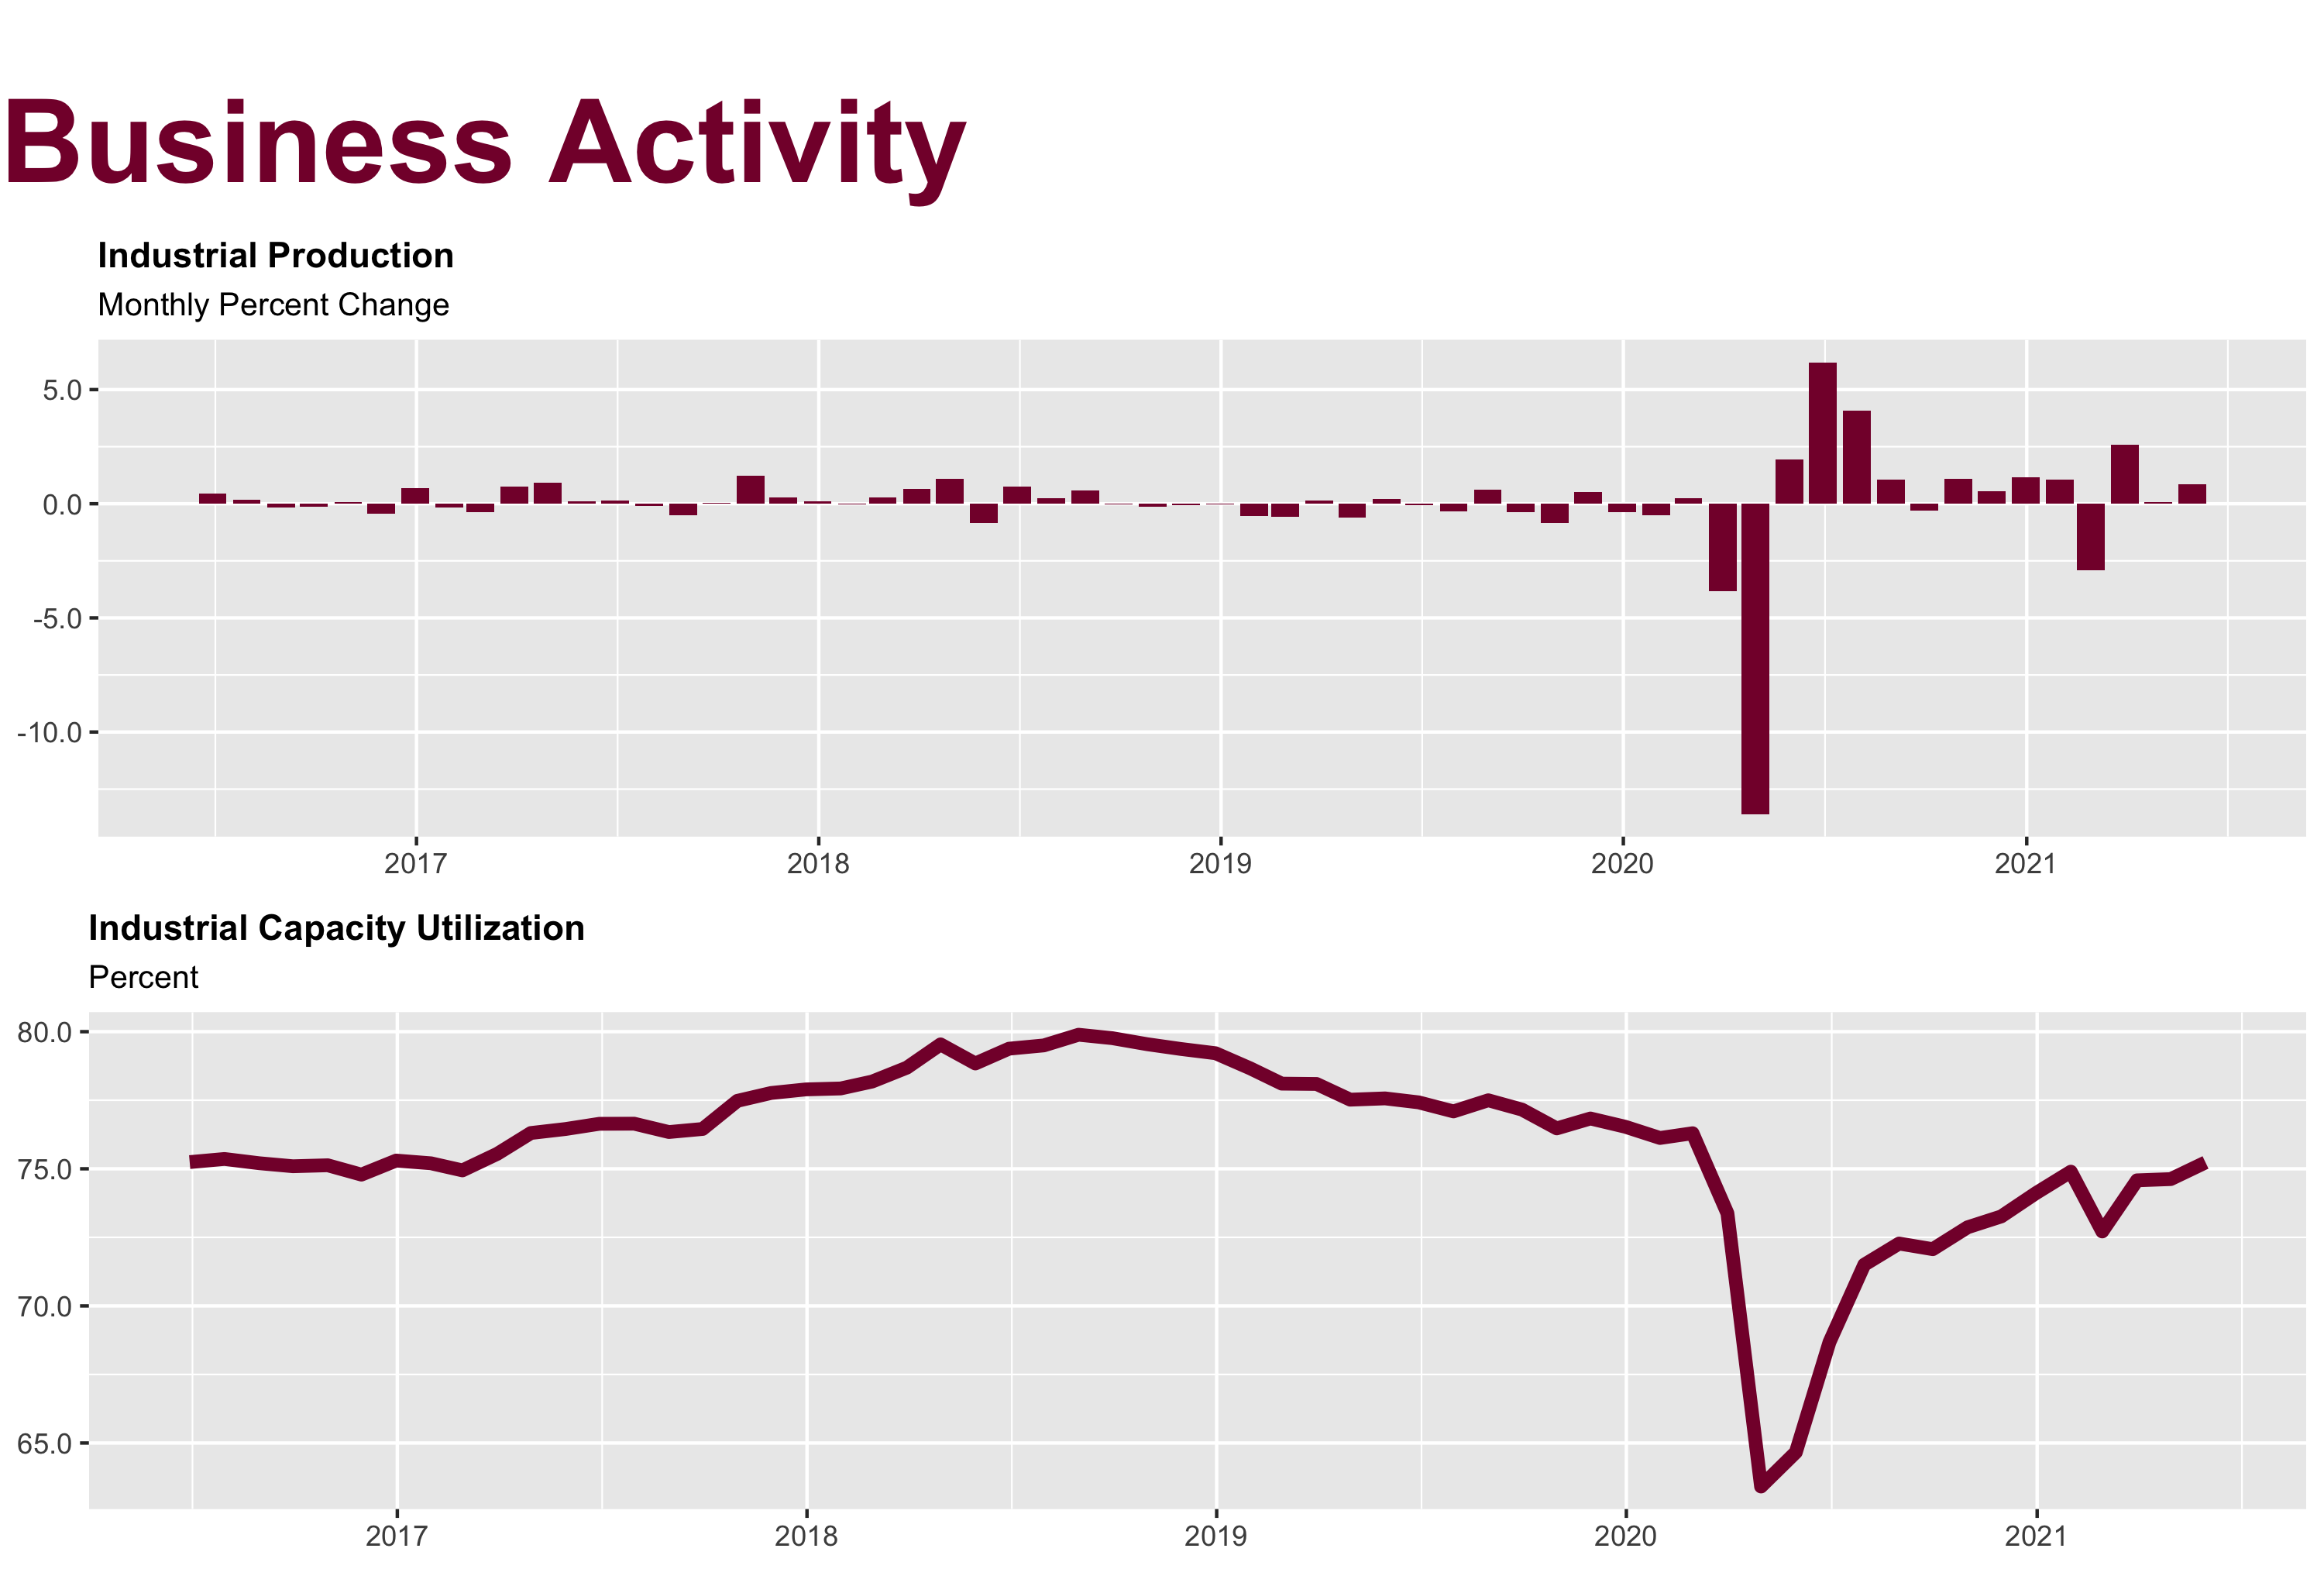 Business Activity
Industrial Production
Monthly Percent Change
5.0
0.0
-5.0
-10.0
2017 2018 2019 2020 2021
Industrial Capacity Utilization
Percent
80.0
75.0
70.0
65.0
2017 2018 2019 2020 2021